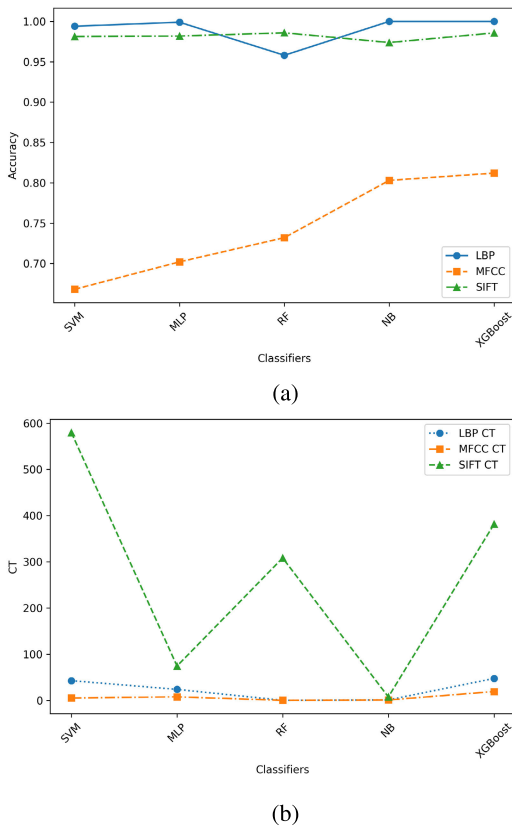 1.00
0.95
0.90
0.85
0.80
0.75
0.70
Accuracy
LBP
MFCC
SIFT
SVM
MLP
RF
NB
XGBoost
Classifiers
(a)
600
500
400
300
200
100
0
CT
LBP CT
MFCC CT
SIFT CT
SVM
MLP
RF
NB
XGBoost
Classifiers
(b)